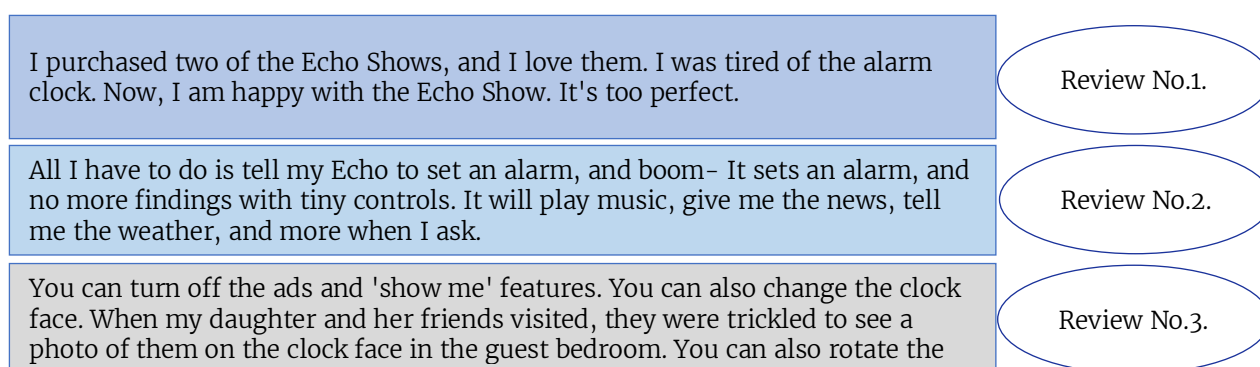 I purchased two of the Echo Shows, and I love them. I was tired of the alarm
clock. Now, I am happy with the Echo Show. It's too perfect.
Review No.1.
All I have to do is tell my Echo to set an alarm, and boom- It sets an alarm, and
no more findings with tiny controls. It will play music, give me the news, tell
me the weather, and more when I ask.
Review No.2.
You can turn off the ads and 'show me' features. You can also change the clock
face. When my daughter and her friends visited, they were trickled to see a
photo of them on the clock face in the guest bedroom. You can also rotate the
Review No.3.